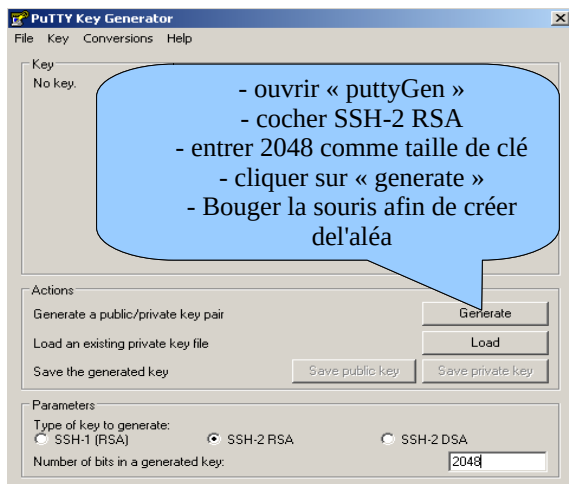 PuTTY Key Generator
File Key Conversions Help
Key
No key.
- ouvrir « puttyGen »
- cocher SSH-2 RSA
- entrer 2048 comme taille de clé
- cliquer sur « generate »
- Bouger la souris afin de créer
del'aléa
Actions
Generate a public/private key pair
Generate
Load an existing private key file
Load
Save the generated key
Save public key
Save private key
Parameters
Type of key to generate:
SSH-1 (RSA)
SSH-2 RSA
SSH-2 DSA
Number of bits in a generated key:
2048